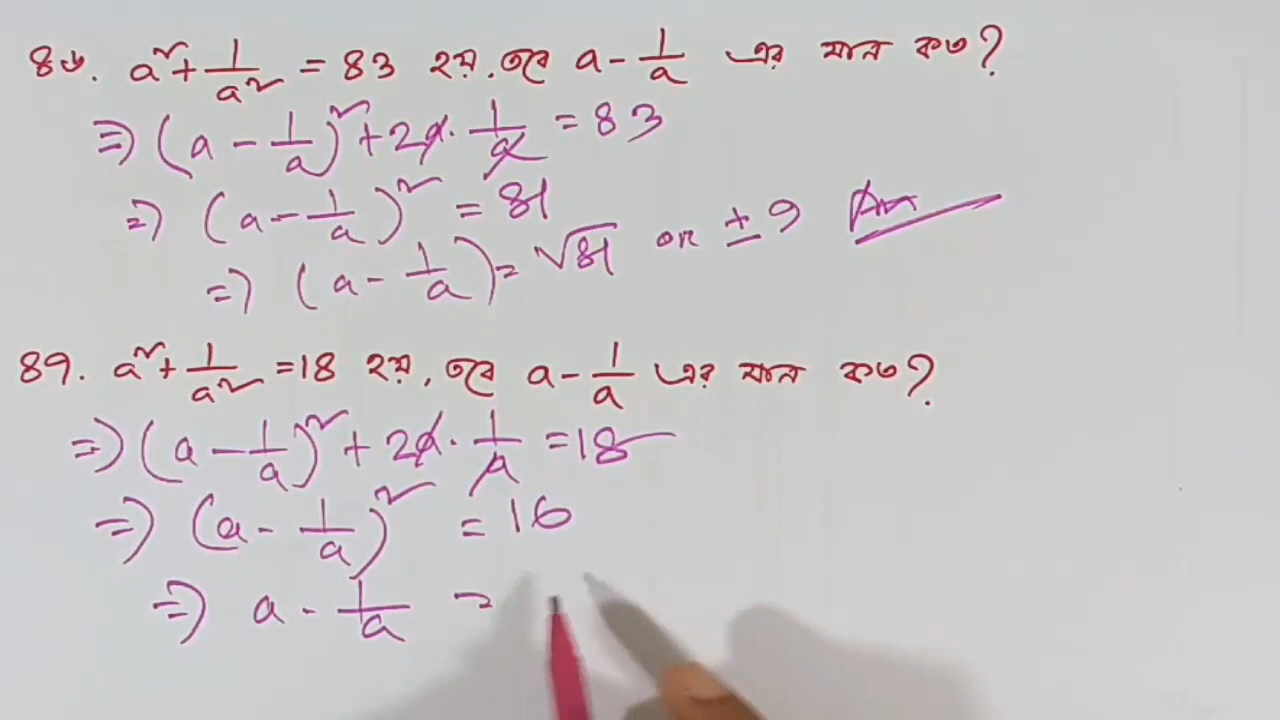 ৪৬. a² + 1/a² = 83 হয়. তবে a - 1/a এর মান কত?
⇒ (a - 1/a)² + 2a · 1/a = 83
⇒ (a - 1/a)² = 81
⇒ (a - 1/a) = √81 or ± 9 Ans
৪৭. a² + 1/a² = 18 হয়, তবে a - 1/a এর মান কত?
⇒ (a - 1/a)² + 2a · 1/a = 18
⇒ (a - 1/a)² = 16
⇒ a - 1/a =